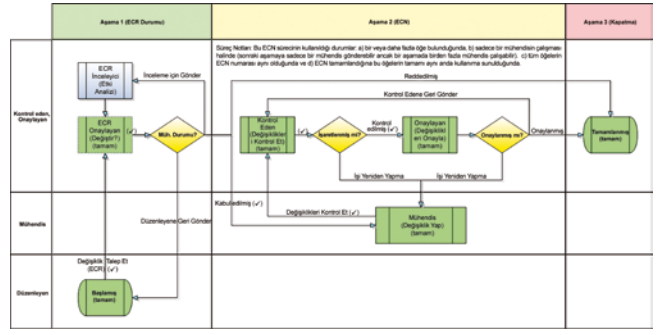 Aşama 1 (ECR Durumu)
Aşama 2 (ECN)
Aşama 3 (Kapatma)
Süreç Notları: Bu ECN sürecinin kullanıldığı durumlar: a) bir veya daha fazla öğe bulunduğunda, b) sadece bir mühendisin çalışması
halinde (sonraki aşamaya sadece bir mühendis gönderebilir ancak bir aşamada birden fazla mühendis çalışabilir). c) tüm öğelerin
ECN numarası aynı olduğunda ve d) ECN tamamlandığına bu öğelerin tamamı aynı anda kullanıma sunulduğunda.
Kontrol eden,
Onaylayan
ECR
İnceleyici
(Etki
Analizi)
İnceleme için Gönder
Reddedilmiş
Kontrol Edene Geri Gönder
ECR
Onaylayan
(Değiştir?)
(tamam)
(✓)
Müh. Durumu?
Kontrol
Eden
(Değişiklikler
i Kontrol Et)
(tamam)
(✓)
İşaretlenmiş mi?
Kontrol
edilmiş (✓)
Onaylayan
(Değişiklikl
eri Onayla)
(tamam)
Onaylanmış mı?
Onaylanmış
Tamamlanmış
(tamam)
İşi Yeniden Yapma
İşi Yeniden Yapma
Mühendis
Kabul edilmiş (✓)
Düzenleyene Geri Gönder
Değişiklikleri Kontrol Et (✓)
Mühendis
(Değişiklik Yap)
(tamam)
Düzenleyen
Değişiklik Talep Et
(ECR) (✓)
Başlamış
(tamam)